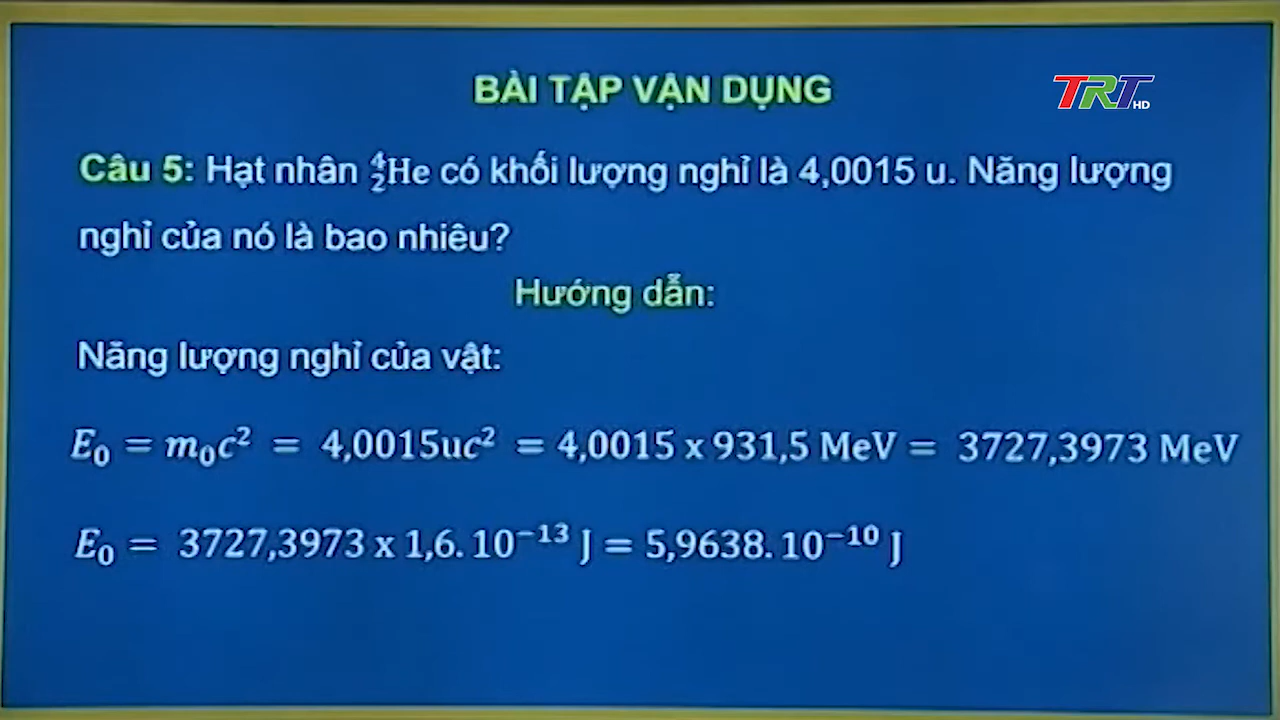 BÀI TẬP VẬN DỤNG
TRT HD
Câu 5: Hạt nhân ⁴₂He có khối lượng nghỉ là 4,0015 u. Năng lượng
nghỉ của nó là bao nhiêu?
Hướng dẫn:
Năng lượng nghỉ của vật:
E₀ = m₀c² = 4,0015uc² = 4,0015 x 931,5 MeV = 3727,3973 MeV
E₀ = 3727,3973 x 1,6. 10⁻¹³ J = 5,9638. 10⁻¹⁰ J